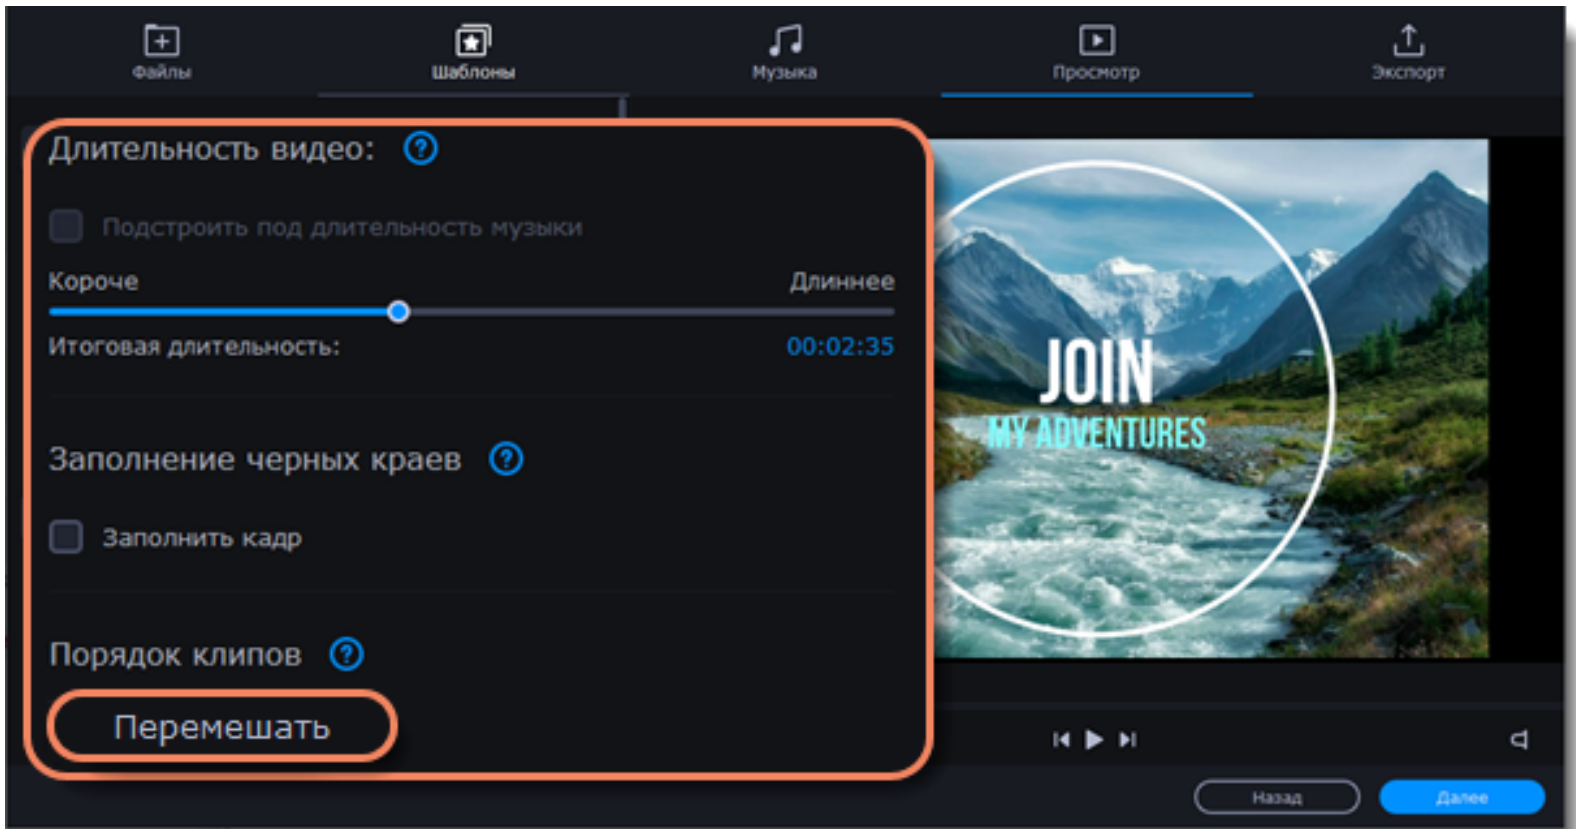 Файлы
Шаблоны
Музыка
Просмотр
Экспорт
Длительность видео: ?
Подстроить под длительность музыки
Короче
Длиннее
Итоговая длительность:
00:02:35
Заполнение черных краев ?
Заполнить кадр
Порядок клипов ?
Перемешать
JOIN
MY ADVENTURES
Назад
Далее